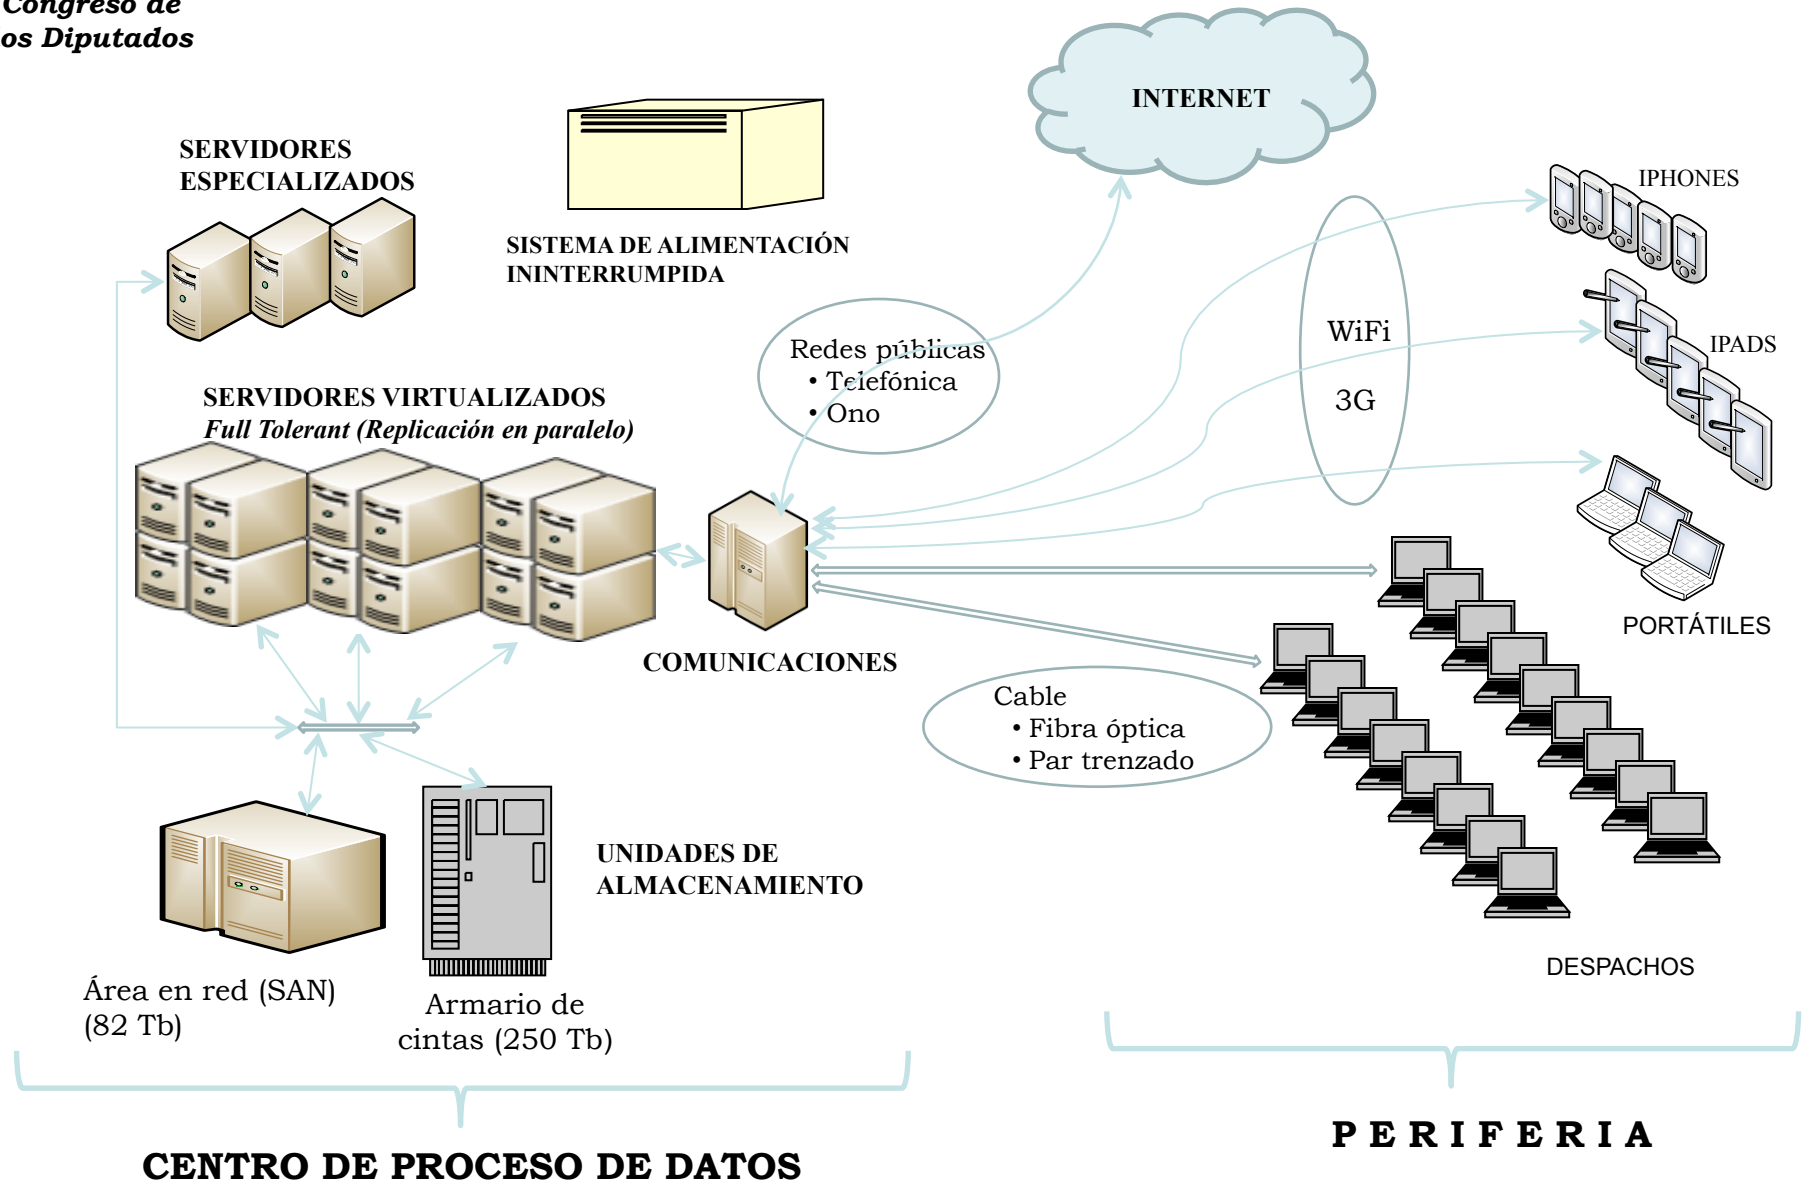 Congreso de
os Diputados
INTERNET
SERVIDORES
ESPECIALIZADOS
SISTEMA DE ALIMENTACIÓN
ININTERRUMPIDA
IPHONES
WiFi
3G
IPADS
Redes públicas
• Telefónica
• Ono
SERVIDORES VIRTUALIZADOS
Full Tolerant (Replicación en paralelo)
PORTÁTILES
COMUNICACIONES
Cable
• Fibra óptica
• Par trenzado
UNIDADES DE
ALMACENAMIENTO
DESPACHOS
Área en red (SAN)
(82 Tb)
Armario de
cintas (250 Tb)
CENTRO DE PROCESO DE DATOS
P E R I F E R I A